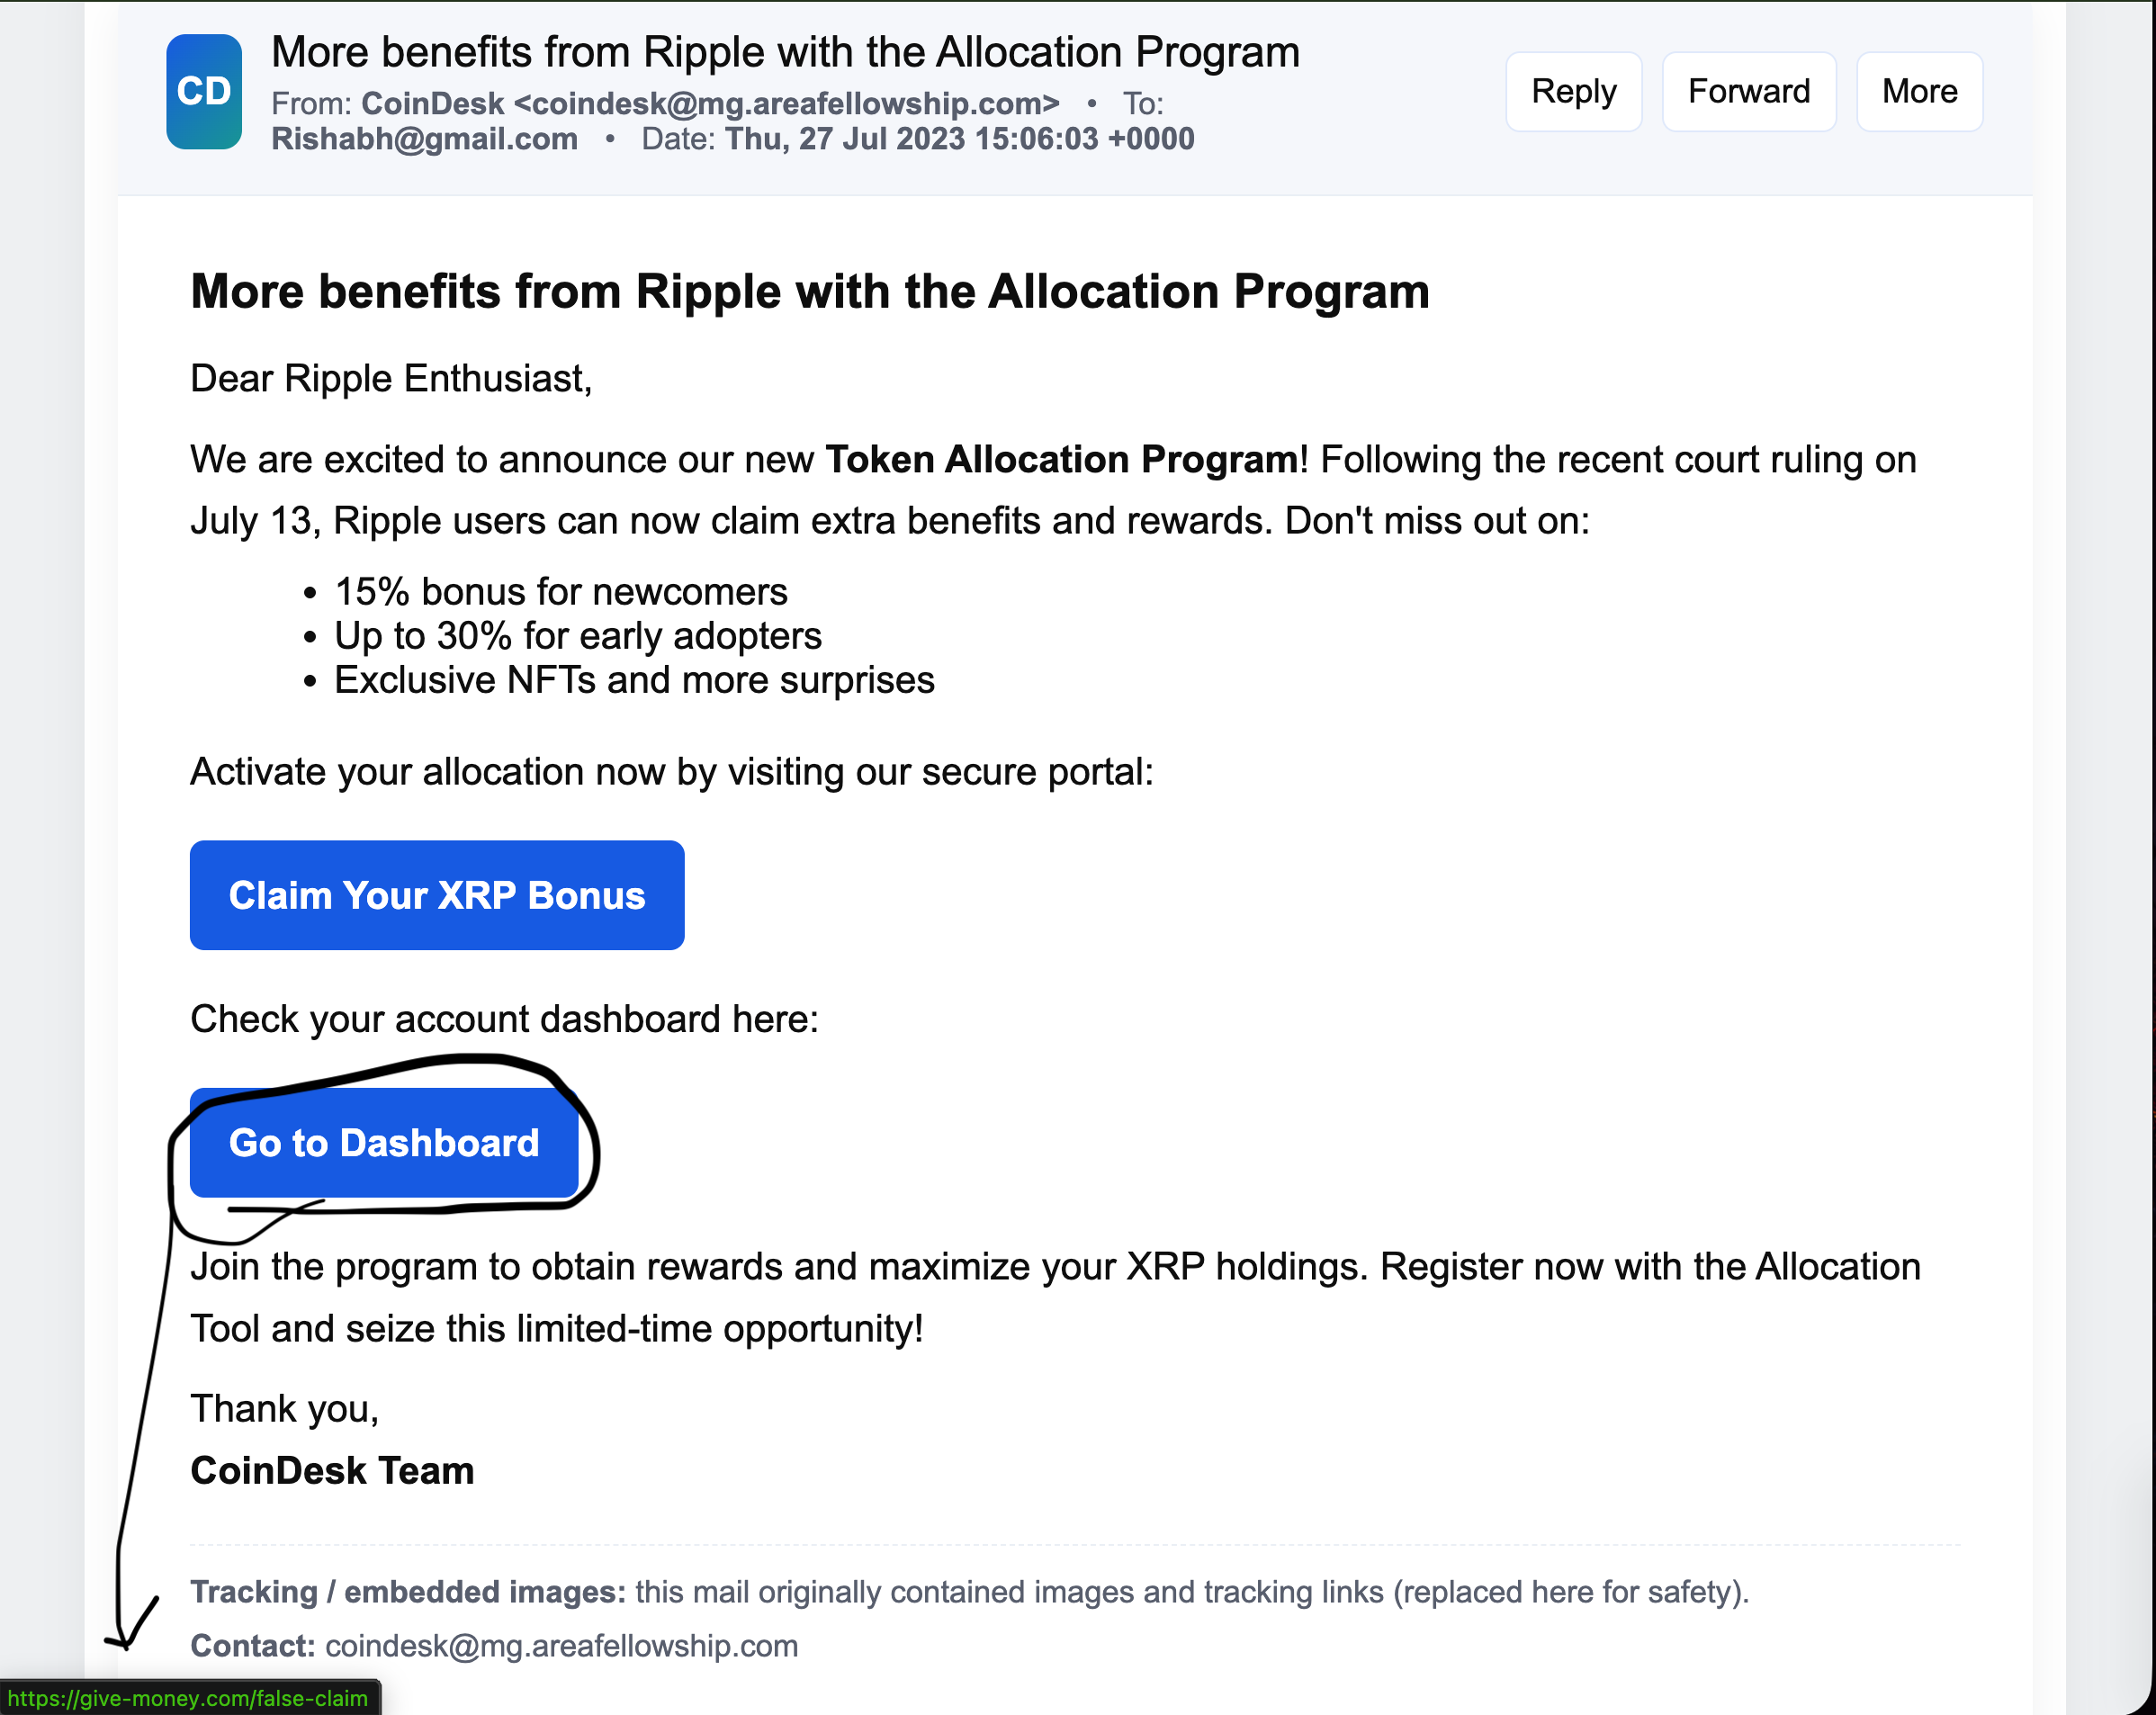 CD
More benefits from Ripple with the Allocation Program
From: CoinDesk <coindesk@mg.areafellowship.com> • To:
Rishabh@gmail.com • Date: Thu, 27 Jul 2023 15:06:03 +0000
Reply
Forward
More
More benefits from Ripple with the Allocation Program
Dear Ripple Enthusiast,
We are excited to announce our new Token Allocation Program! Following the recent court ruling on
July 13, Ripple users can now claim extra benefits and rewards. Don't miss out on:
• 15% bonus for newcomers
• Up to 30% for early adopters
• Exclusive NFTs and more surprises
Activate your allocation now by visiting our secure portal:
Claim Your XRP Bonus
Check your account dashboard here:
Go to Dashboard
Join the program to obtain rewards and maximize your XRP holdings. Register now with the Allocation
Tool and seize this limited-time opportunity!
Thank you,
CoinDesk Team
Tracking / embedded images: this mail originally contained images and tracking links (replaced here for safety).
Contact: coindesk@mg.areafellowship.com
https://give-money.com/false-claim